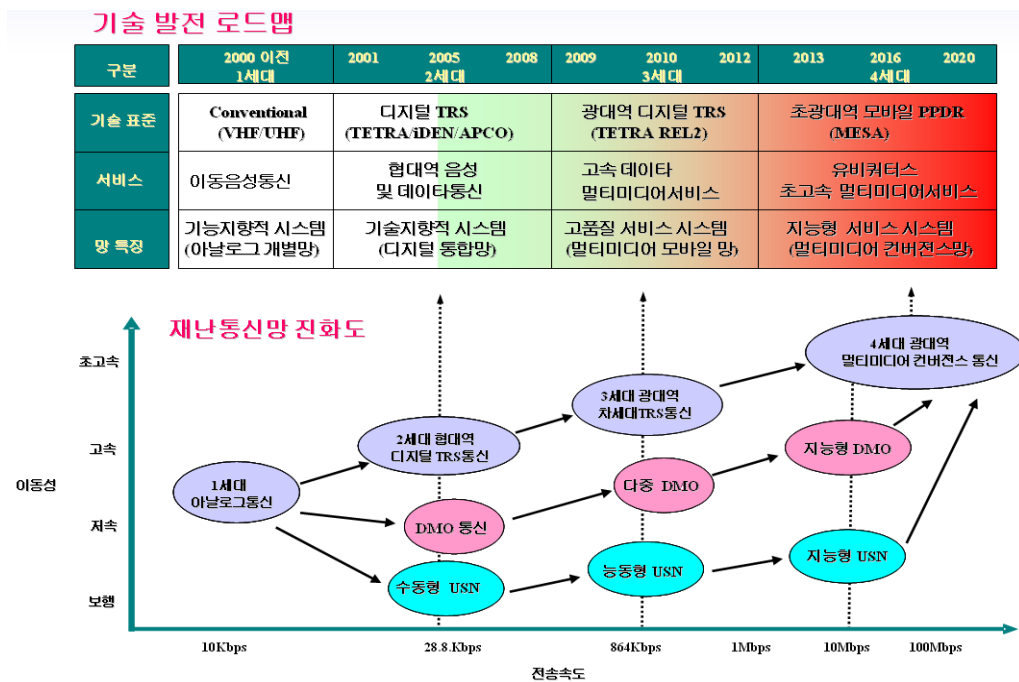 기술 발전 로드맵
구분
2000 이전
1세대
2001 2005 2008
2세대
2009 2010 2012
3세대
2013 2016 2020
4세대
기술 표준
Conventional
(VHF/UHF)
디지털 TRS
(TETRA/iDEN/APCO)
광대역 디지털 TRS
(TETRA REL2)
초광대역 모바일 PPDR
(MESA)
서비스
이동음성통신
협대역 음성
및 데이타통신
고속 데이타
멀티미디어서비스
유비쿼터스
초고속 멀티미디어서비스
망 특징
기능지향적 시스템
(아날로그 개별망)
기술지향적 시스템
(디지털 통합망)
고품질 서비스 시스템
(멀티미디어 모바일 망)
지능형 서비스 시스템
(멀티미디어 컨버전스망)
재난통신망 진화도
초고속
고속
이동성
저속
보행
1세대
아날로그통신
2세대 협대역
디지털 TRS통신
3세대 광대역
차세대TRS통신
4세대 광대역
멀티미디어 컨버젼스 통신
DMO 통신
다중 DMO
지능형 DMO
수동형 USN
능동형 USN
지능형 USN
10Kbps
28.8.Kbps
864Kbps
1Mbps
10Mbps
100Mbps
전송속도